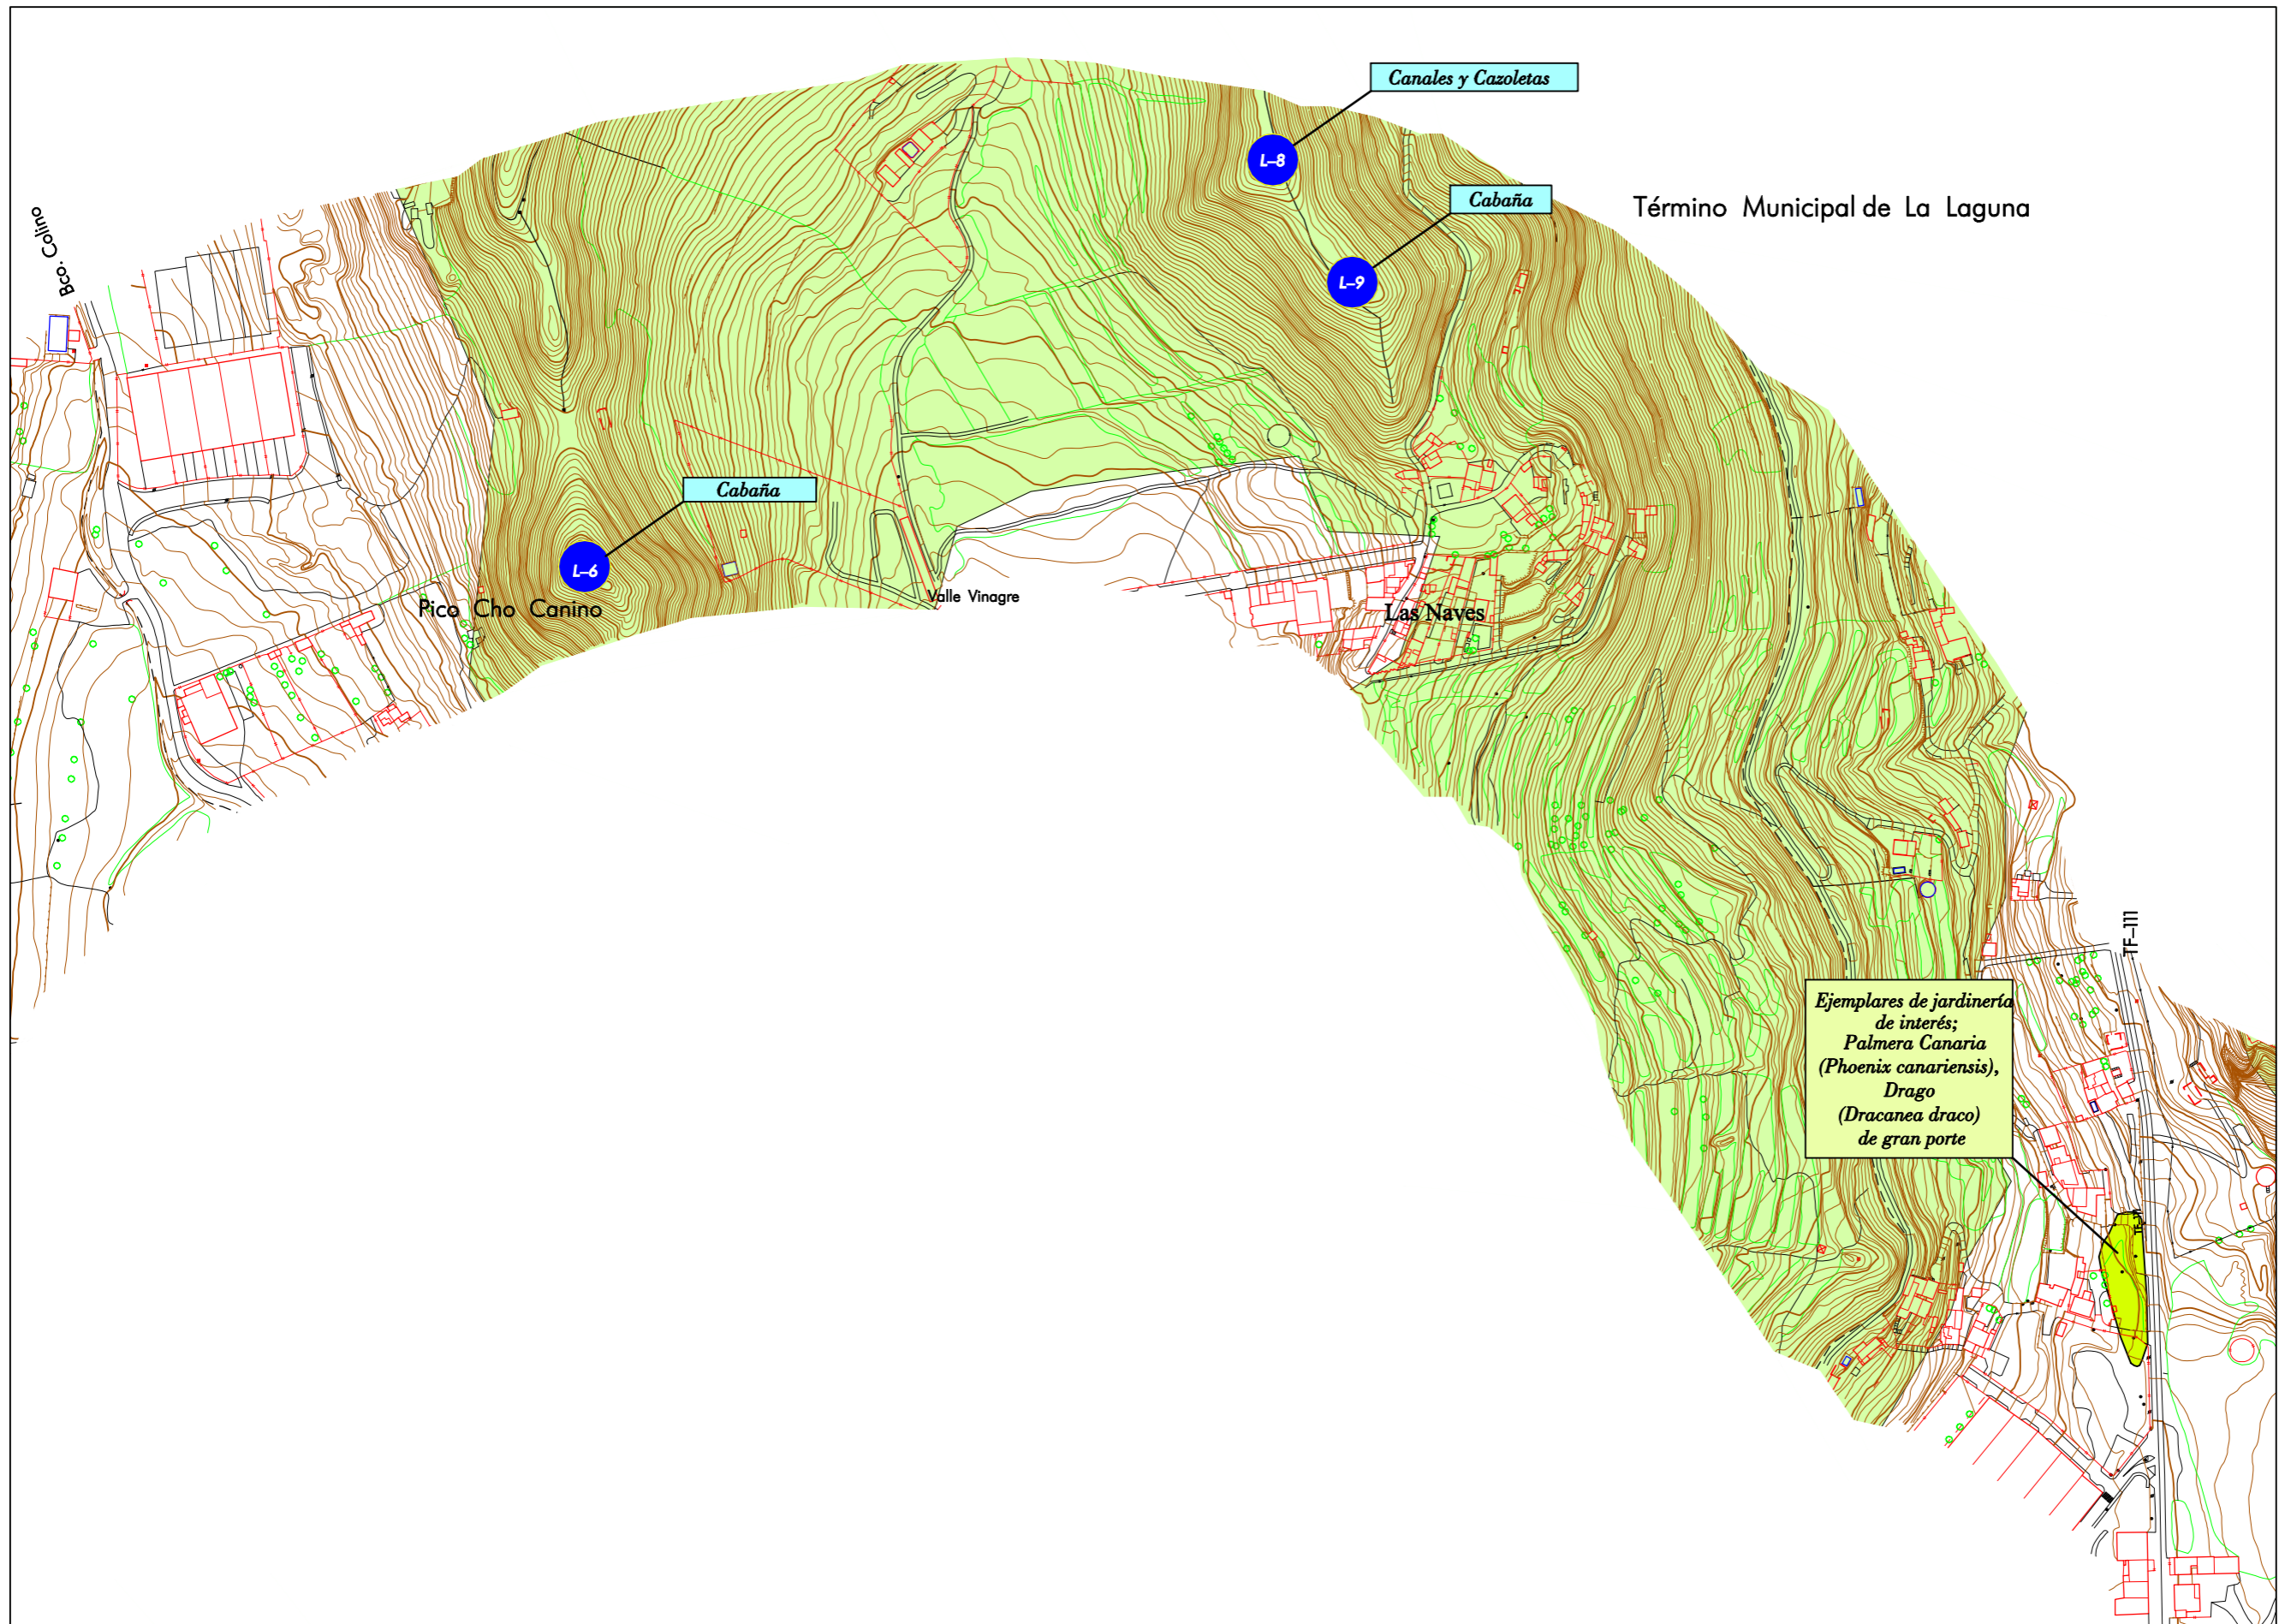 Canales y Cazoletas
L-8
Cabaña
Término Municipal de La Laguna
Bco. Colino
L-9
Cabaña
L-6
Pico Cho Canino
Valle Vinagre
Las Naves
TF-111
Ejemplares de jardinería
de interés;
Palmera Canaria
(Phoenix canariensis),
Drago
(Dracanea draco)
de gran porte
TF-111